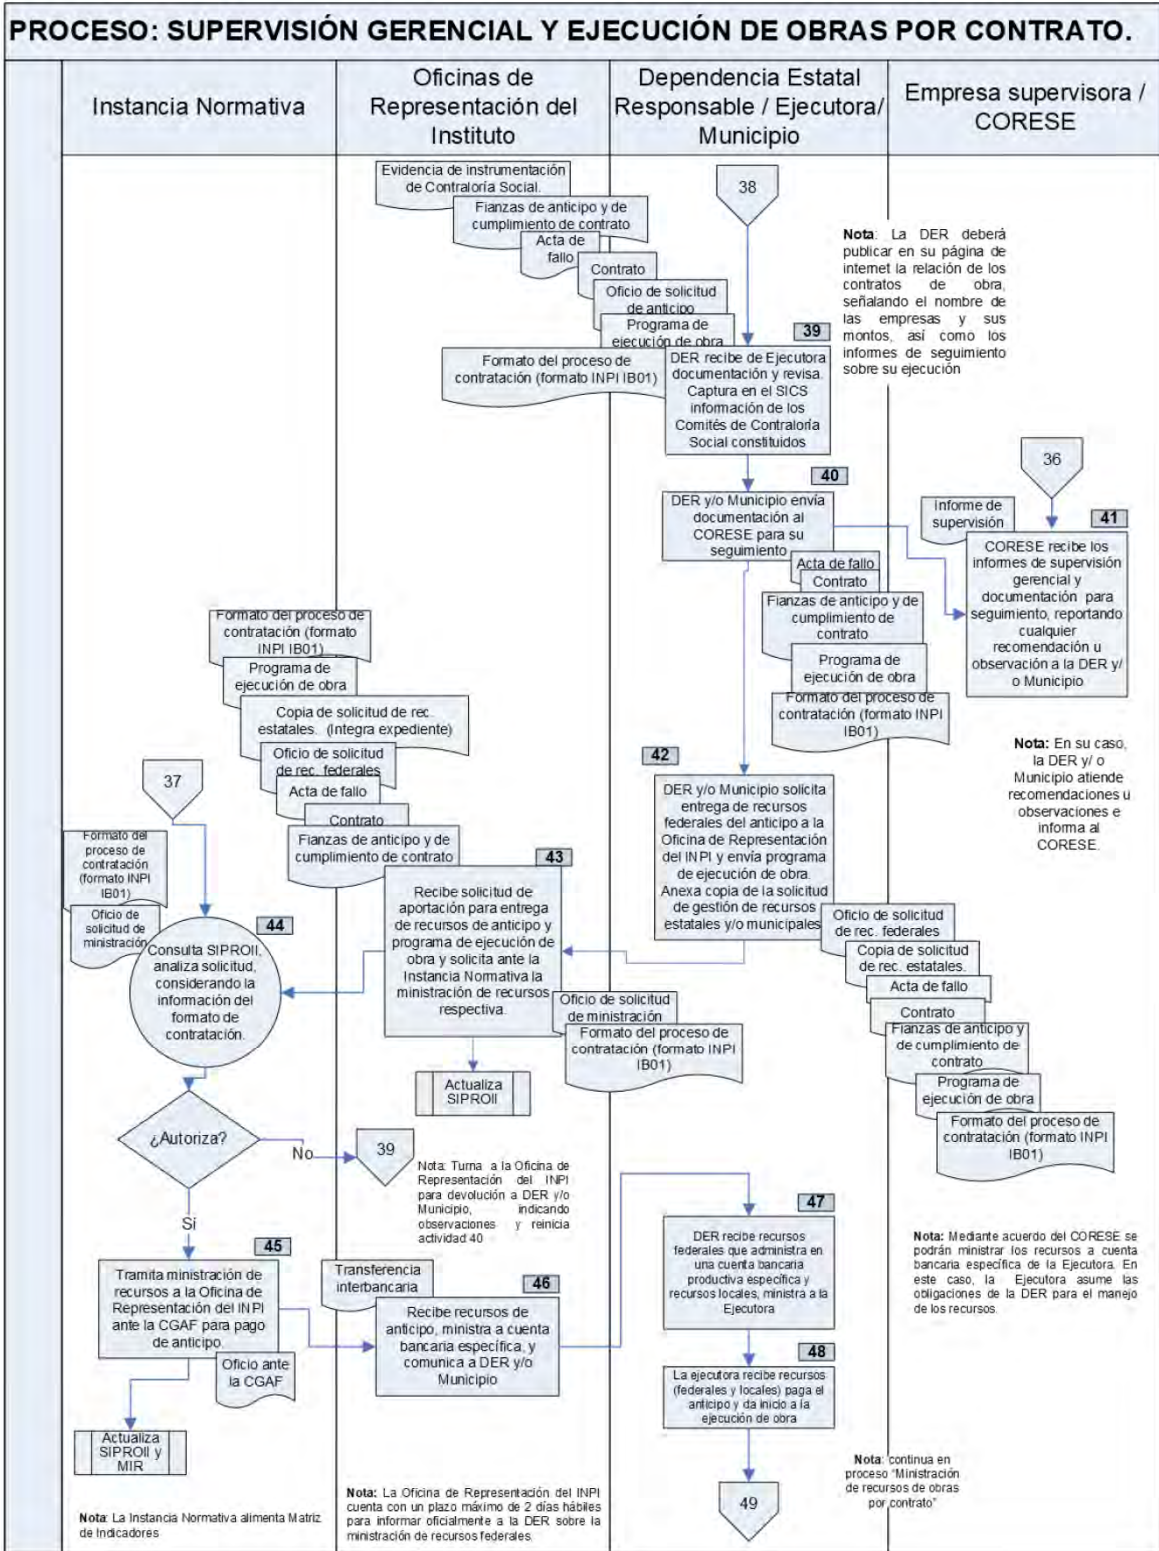 PROCESO: SUPERVISIÓN GERENCIAL Y EJECUCIÓN DE OBRAS POR CONTRATO.
Instancia Normativa
Oficinas de
Representación del
Instituto
Dependencia Estatal
Responsable / Ejecutora/
Municipio
Empresa supervisora /
CORESE
Evidencia de instrumentación
de Contraloría Social.
Fianzas de anticipo y de
cumplimiento de contrato
Acta de
fallo
Contrato
Oficio de solicitud
de anticipo
Programa de
ejecución de obra
Formato del proceso de
contratación (formato INPI IB01)
38
39
DER recibe de Ejecutora
documentación y revisa.
Captura en el SICS
información de los
Comités de Contraloría
Social constituidos
Nota: La DER deberá
publicar en su página de
internet la relación de los
contratos de obra,
señalando el nombre de
las empresas y sus
montos, así como los
informes de seguimiento
sobre su ejecución
40
DER y/o Municipio envía
documentación al
CORESE para su
seguimiento
Acta de fallo
Contrato
Fianzas de anticipo y de
cumplimiento de
contrato
Programa de
ejecución de obra
Formato del proceso de
contratación (formato INPI
IB01)
36
Informe de
supervisión
41
CORESE recibe los
informes de supervisión
gerencial y
documentación para
seguimiento, reportando
cualquier
recomendación u
observación a la DER y/
o Municipio
Nota: En su caso,
la DER y/ o
Municipio atiende
recomendaciones u
observaciones e
informa al
CORESE.
Formato del proceso de
contratación (formato
INPI IB01)
Programa de
ejecución de obra
Copia de solicitud de rec.
estatales. (Integra expediente)
Oficio de solicitud
de rec. federales
Acta de fallo
Contrato
Fianzas de anticipo y de
cumplimiento de contrato
42
DER y/o Municipio solicita
entrega de recursos
federales del anticipo a la
Oficina de Representación
del INPI y envía programa
de ejecución de obra.
Anexa copia de la solicitud
de gestión de recursos
estatales y/o municipales
Oficio de solicitud
de rec. federales
Copia de solicitud
de rec. estatales.
Acta de fallo
Contrato
Fianzas de anticipo y
de cumplimiento de
contrato
Programa de
ejecución de obra
Formato del proceso de
contratación (formato INPI
IB01)
43
Recibe solicitud de
aportación para entrega
de recursos de anticipo y
programa de ejecución de
obra y solicita ante la
Instancia Normativa la
ministración de recursos
respectiva.
Oficio de solicitud
de ministración
Formato del proceso de
contratación (formato INPI
IB01)
Actualiza
SIPROII
37
Formato del
proceso de
contratación
(formato INPI
IB01)
Oficio de
solicitud de
ministración
44
Consulta SIPROII,
analiza solicitud,
considerando la
información del
formato de
contratación.
¿Autoriza?
No
39
Nota: Turna a la Oficina de
Representación del INPI
para devolución a DER y/o
Municipio, indicando
observaciones y reinicia
actividad 40
Si
45
Tramita ministración de
recursos a la Oficina de
Representación del INPI
ante la CGAF para pago
de anticipo.
Oficio ante
la CGAF
Actualiza
SIPROII y
MIR
Transferencia
interbancaria
46
Recibe recursos de
anticipo, ministra a cuenta
bancaria específica, y
comunica a DER y/o
Municipio
47
DER recibe recursos
federales que administra en
una cuenta bancaria
productiva específica y
recursos locales, ministra a la
Ejecutora
Nota: Mediante acuerdo del CORESE se
podrán ministrar los recursos a cuenta
bancaria específica de la Ejecutora. En
este caso, la Ejecutora asume las
obligaciones de la DER para el manejo
de los recursos.
48
La ejecutora recibe recursos
(federales y locales) paga el
anticipo y da inicio a la
ejecución de obra
49
Nota: continua en
proceso "Ministración
de recursos de obras
por contrato"
Nota: La Instancia Normativa alimenta Matriz
de Indicadores
Nota: La Oficina de Representación del INPI
cuenta con un plazo máximo de 2 días hábiles
para informar oficialmente a la DER sobre la
ministración de recursos federales.